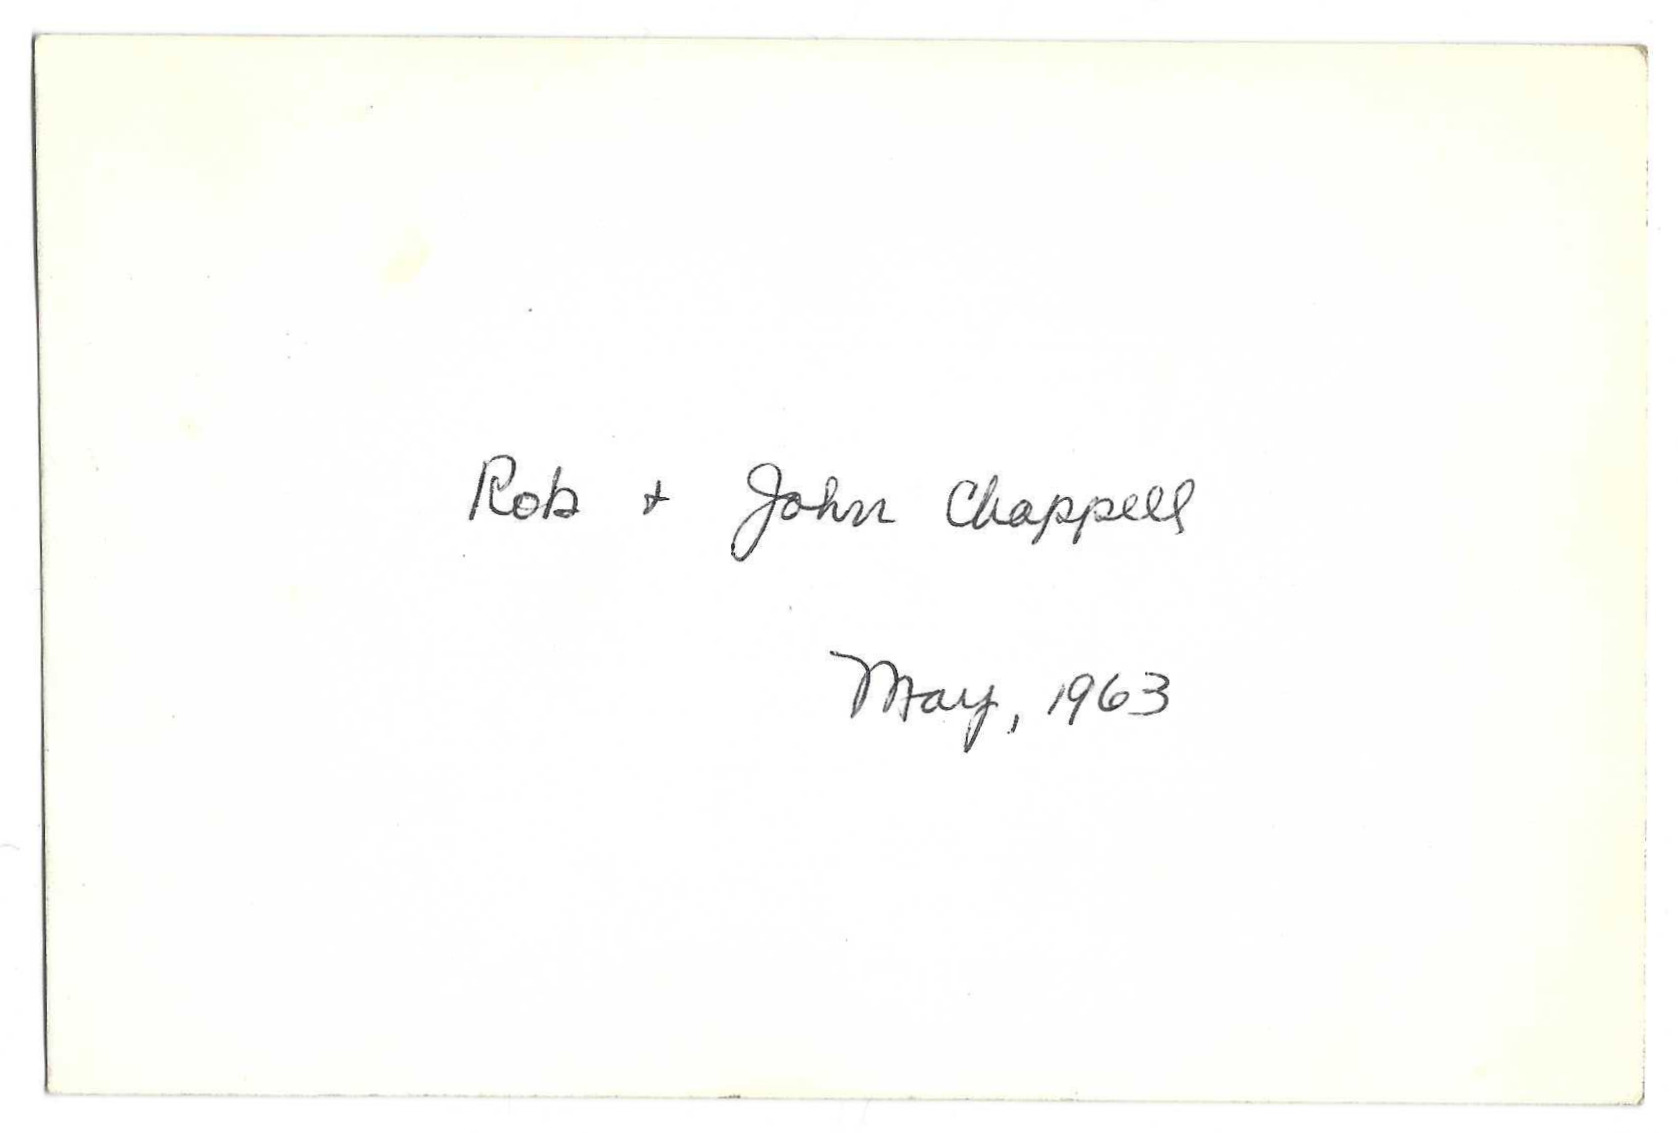 Rob + John Chappell
May, 1963